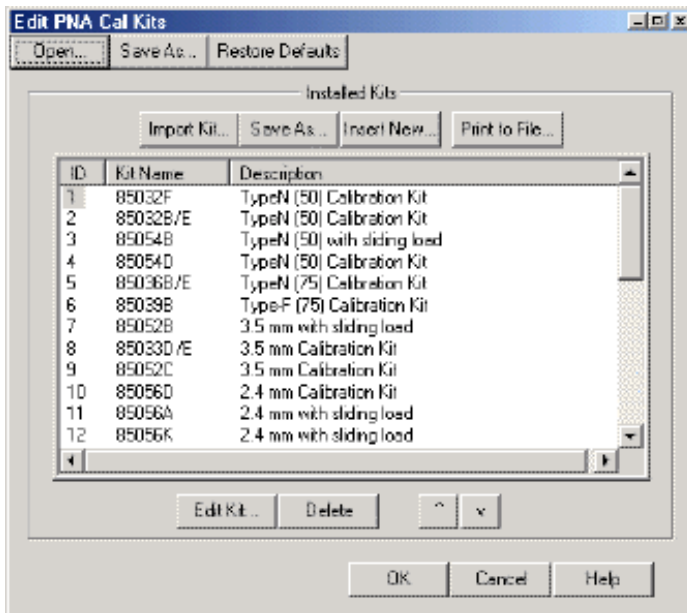 Edit PNA Cal Kits
Open... Save As... Restore Defaults
Installed Kits
Import Kit... Save As... Insert New... Print to File...
ID Kit Name Description
1 85032F TypeN (50) Calibration Kit
2 85032B/E TypeN (50) Calibration Kit
3 85054B TypeN (50) with sliding load
4 85054D TypeN (50) Calibration Kit
5 85036B/E TypeN (75) Calibration Kit
6 85039B Type-F (75) Calibration Kit
7 85052B 3.5 mm with sliding load
8 85033D/E 3.5 mm Calibration Kit
9 85052C 3.5 mm Calibration Kit
10 85056D 2.4 mm Calibration Kit
11 85056A 2.4 mm with sliding load
12 85056K 2.4 mm with sliding load
Edit Kit... Delete ^ v
OK Cancel Help